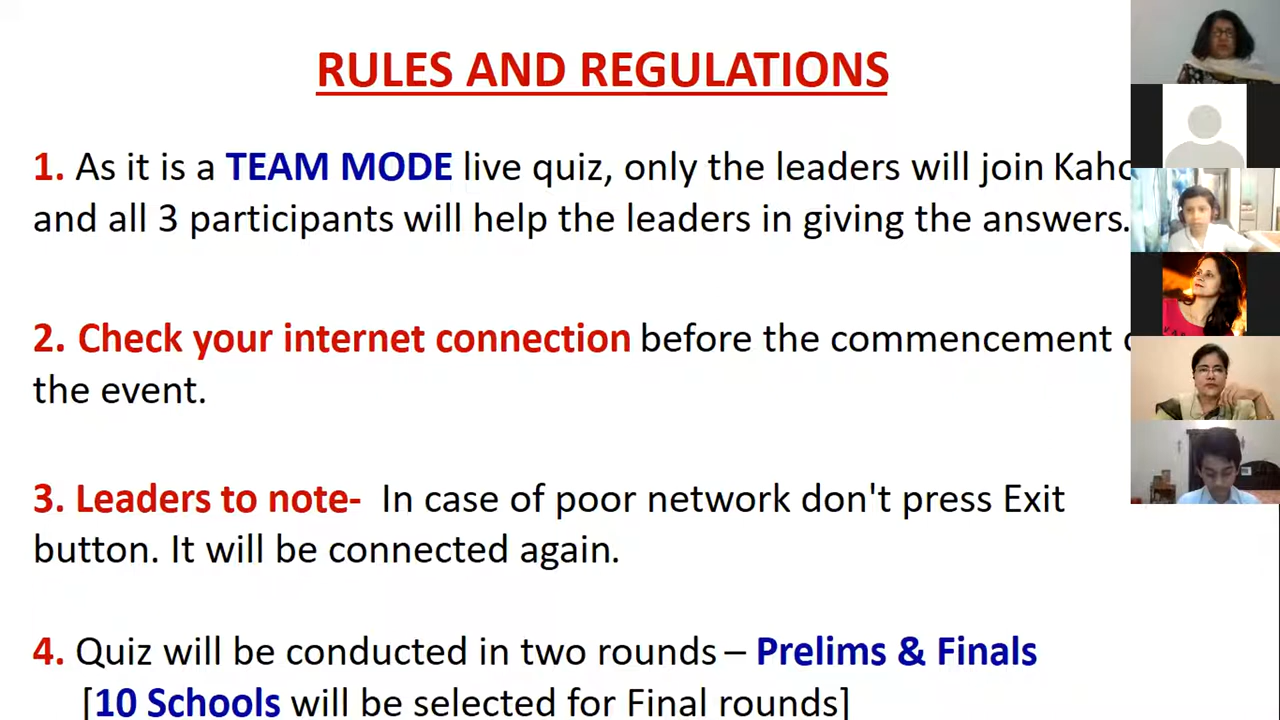 RULES AND REGULATIONS
1. As it is a TEAM MODE live quiz, only the leaders will join
and all 3 participants will help the leaders in giving the answers.
2. Check your internet connection before the commencement
the event.
3. Leaders to note- In case of poor network don't press Exit
button. It will be connected again.
4. Quiz will be conducted in two rounds – Prelims & Finals
[10 Schools will be selected for Final rounds]